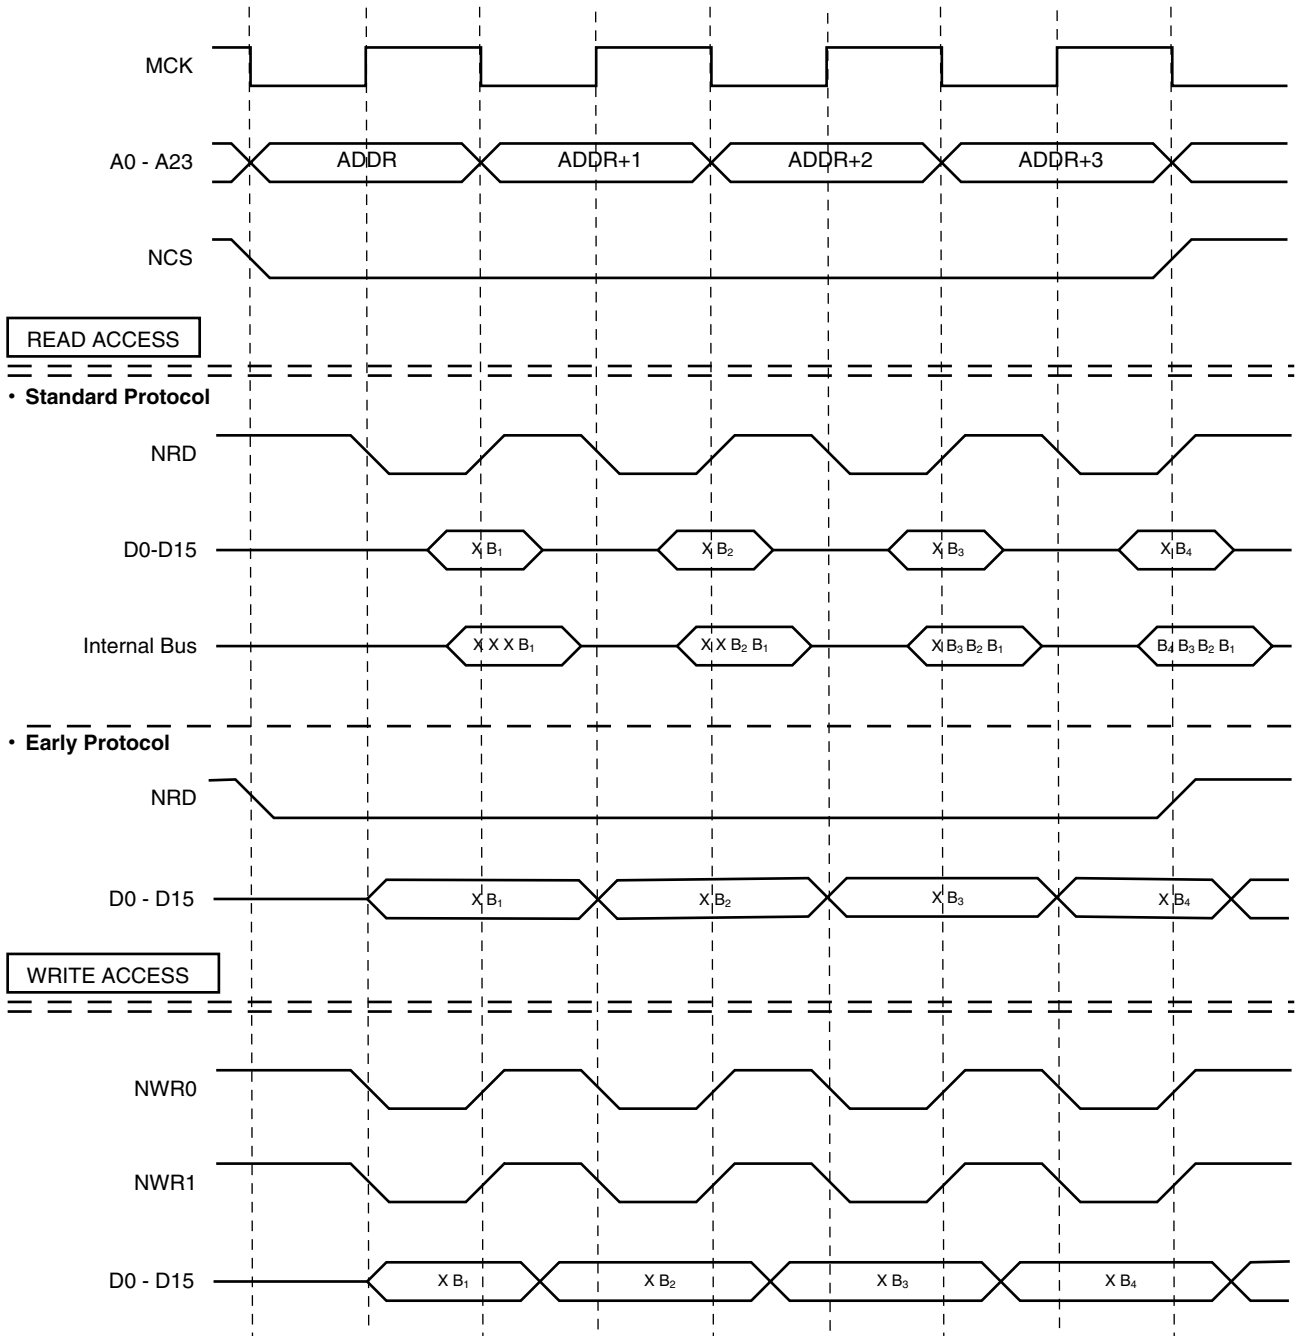 MCK
A0 - A23 ADDR ADDR+1 ADDR+2 ADDR+3
NCS
READ ACCESS
• Standard Protocol
NRD
D0-D15 X B₁ X B₂ X B₃ X B₄
Internal Bus X X X B₁ X X B₂ B₁ X B₃ B₂ B₁ B₄ B₃ B₂ B₁
• Early Protocol
NRD
D0 - D15 X B₁ X B₂ X B₃ X B₄
WRITE ACCESS
NWR0
NWR1
D0 - D15 X B₁ X B₂ X B₃ X B₄